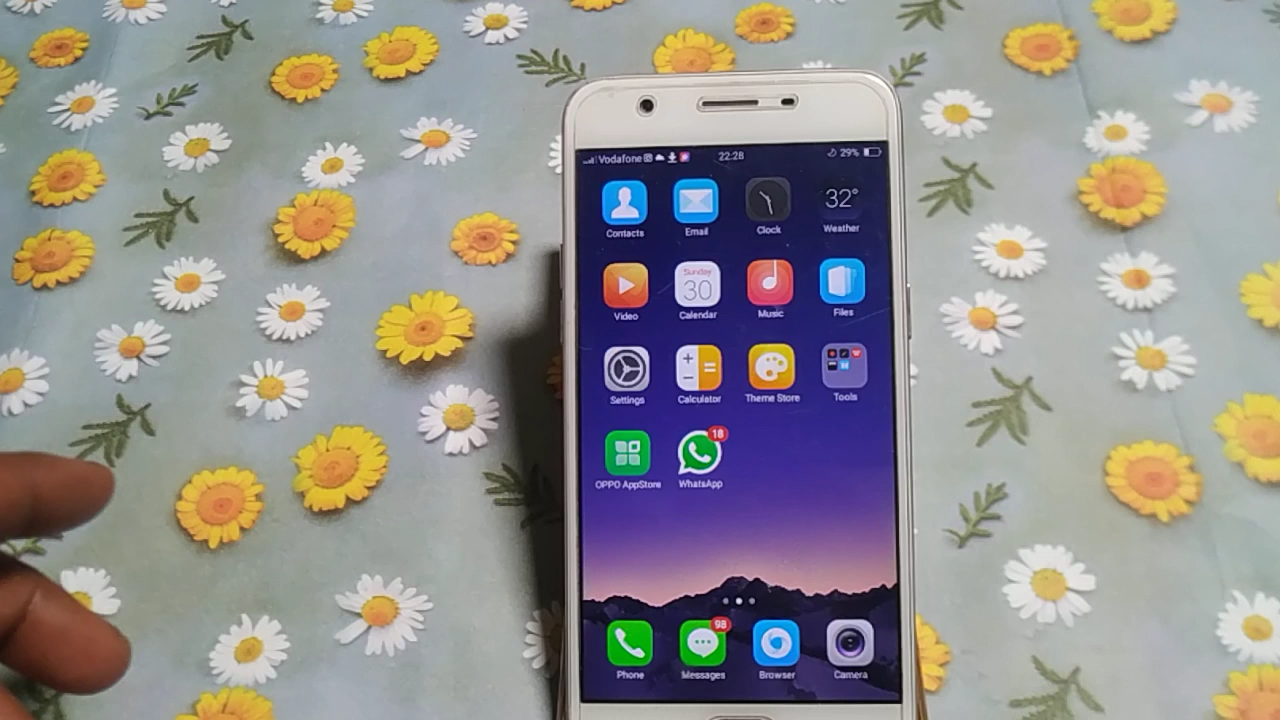 Vodafone 22:28 29%
32°
Contacts Email Clock Weather
Sunday
30
Video Calendar Music Files
Settings Calculator Theme Store Tools
18
OPPO AppStore WhatsApp
98
Phone Messages Browser Camera